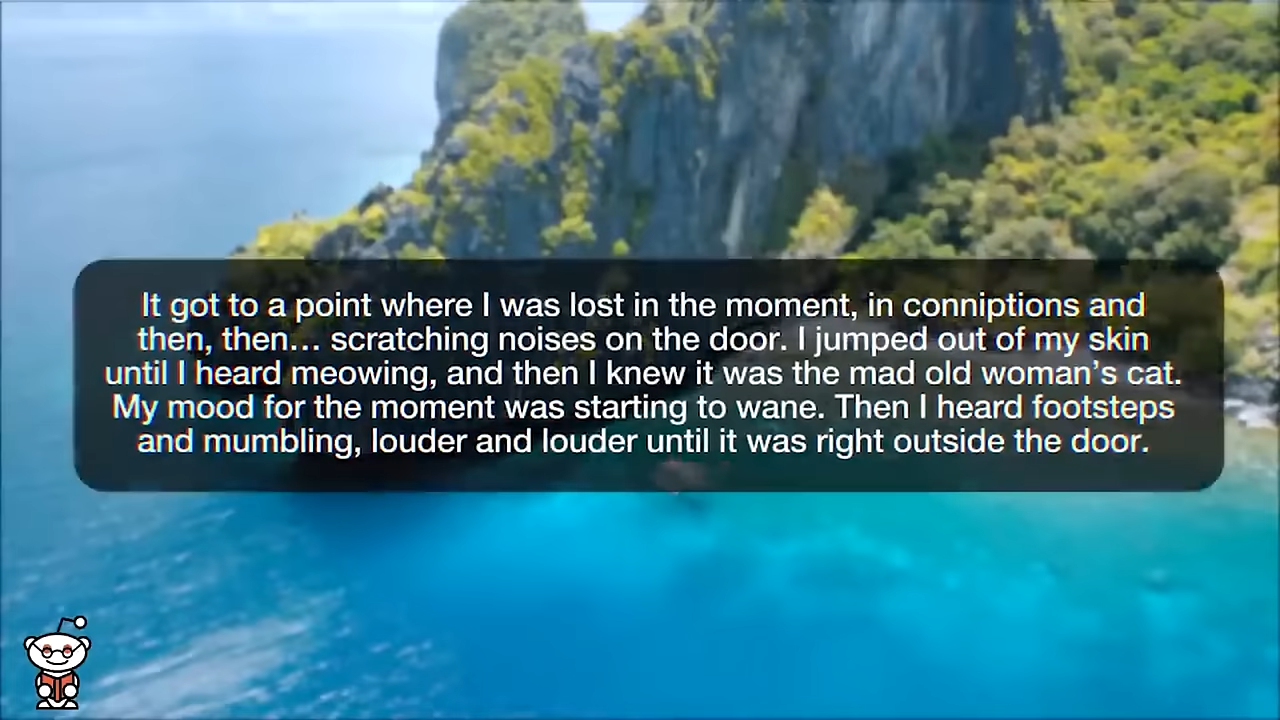 It got to a point where I was lost in the moment, in conniptions and
then, then... scratching noises on the door. I jumped out of my skin
until I heard meowing, and then I knew it was the mad old woman’s cat.
My mood for the moment was starting to wane. Then I heard footsteps
and mumbling, louder and louder until it was right outside the door.